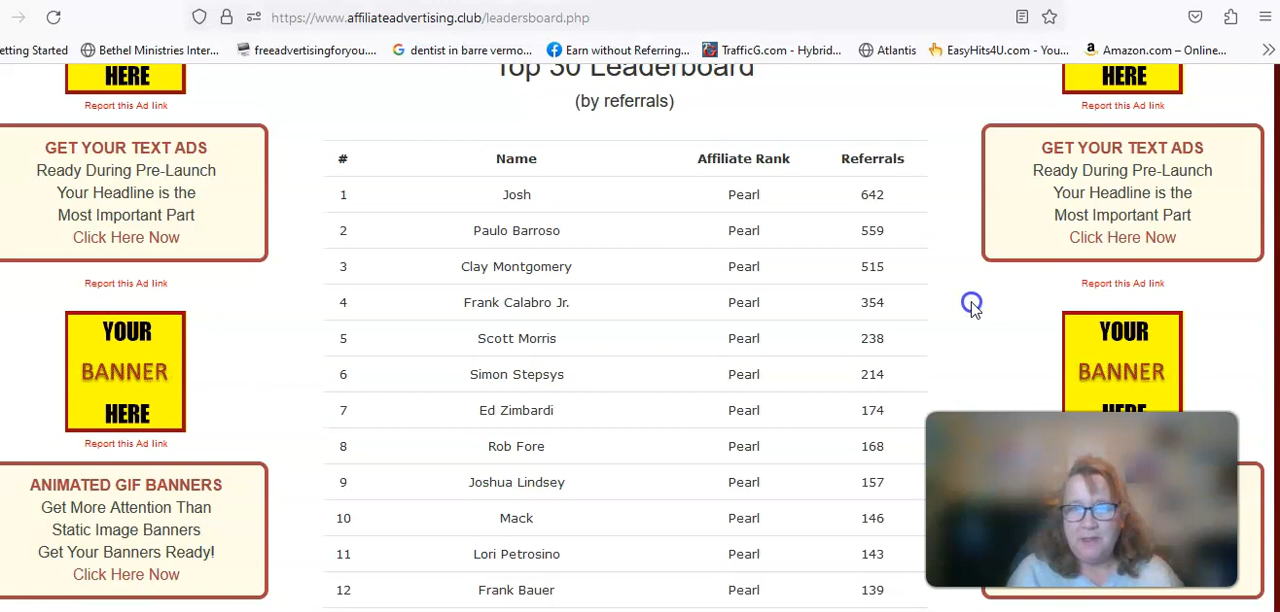 https://www.affiliateadvertising.club/leadersboard.php
etting Started
Bethel Ministries Inter...
freeadvertisingforyou....
dentist in barre vermo...
Earn without Referring...
TrafficG.com - Hybrid...
Atlantis
EasyHits4U.com - You...
Amazon.com – Online...
HERE
Report this Ad link
GET YOUR TEXT ADS
Ready During Pre-Launch
Your Headline is the
Most Important Part
Click Here Now
Report this Ad link
YOUR
BANNER
HERE
Report this Ad link
ANIMATED GIF BANNERS
Get More Attention Than
Static Image Banners
Get Your Banners Ready!
Click Here Now
Top 30 Leaderboard
(by referrals)
# Name Affiliate Rank Referrals
1 Josh Pearl 642
2 Paulo Barroso Pearl 559
3 Clay Montgomery Pearl 515
4 Frank Calabro Jr. Pearl 354
5 Scott Morris Pearl 238
6 Simon Stepsys Pearl 214
7 Ed Zimbardi Pearl 174
8 Rob Fore Pearl 168
9 Joshua Lindsey Pearl 157
10 Mack Pearl 146
11 Lori Petrosino Pearl 143
12 Frank Bauer Pearl 139
HERE
Report this Ad link
GET YOUR TEXT ADS
Ready During Pre-Launch
Your Headline is the
Most Important Part
Click Here Now
Report this Ad link
YOUR
BANNER
HERE